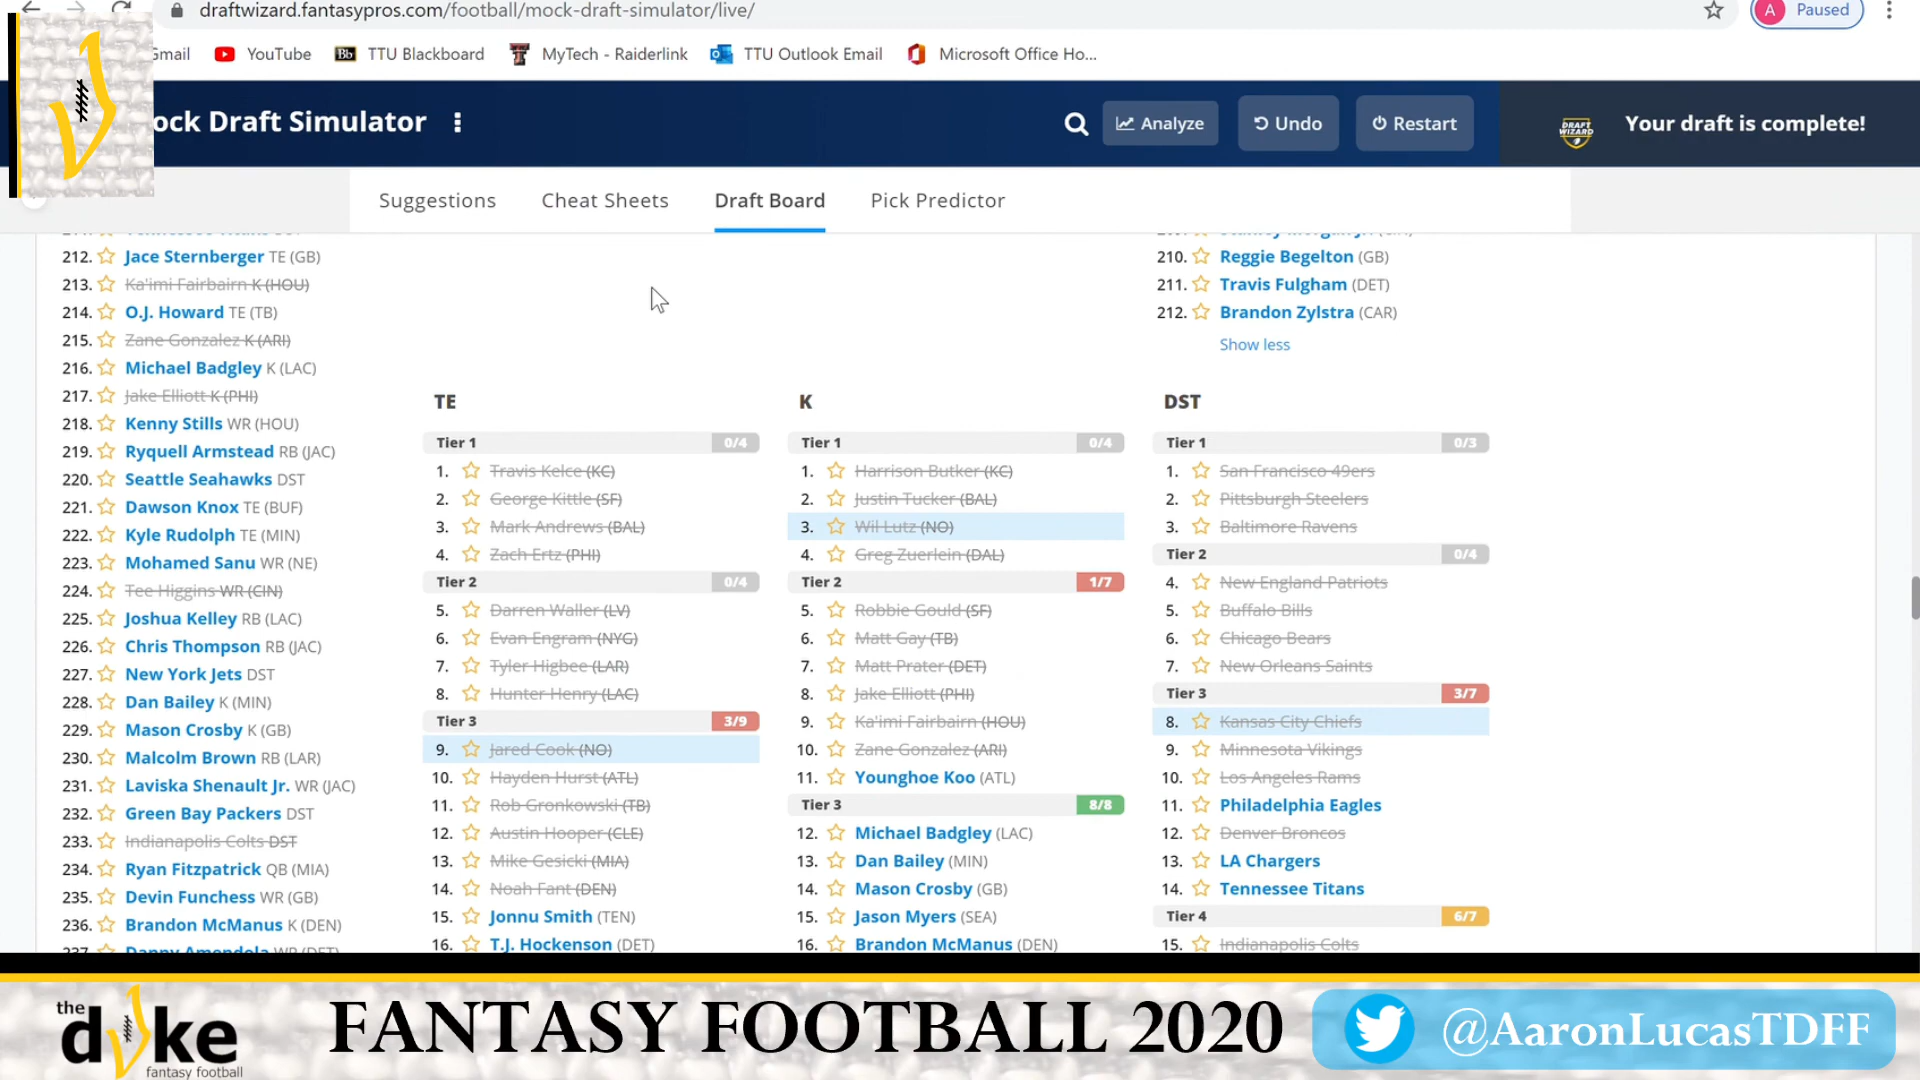 draftwizard.fantasypros.com/football/mock-draft-simulator/live/
A Paused
Gmail YouTube Bb TTU Blackboard MyTech - Raiderlink TTU Outlook Email Microsoft Office Ho...
ock Draft Simulator
Analyze Undo Restart
DRAFT WIZARD Your draft is complete!
Suggestions Cheat Sheets Draft Board Pick Predictor
212. Jace Sternberger TE (GB)
213. Ka'imi Fairbairn K (HOU)
214. O.J. Howard TE (TB)
215. Zane Gonzalez K (ARI)
216. Michael Badgley K (LAC)
217. Jake Elliott K (PHI)
218. Kenny Stills WR (HOU)
219. Ryquell Armstead RB (JAC)
220. Seattle Seahawks DST
221. Dawson Knox TE (BUF)
222. Kyle Rudolph TE (MIN)
223. Mohamed Sanu WR (NE)
224. Tee Higgins WR (CIN)
225. Joshua Kelley RB (LAC)
226. Chris Thompson RB (JAC)
227. New York Jets DST
228. Dan Bailey K (MIN)
229. Mason Crosby K (GB)
230. Malcolm Brown RB (LAR)
231. Laviska Shenault Jr. WR (JAC)
232. Green Bay Packers DST
233. Indianapolis Colts DST
234. Ryan Fitzpatrick QB (MIA)
235. Devin Funchess WR (GB)
236. Brandon McManus K (DEN)
237. Danny Amendola WR (DET)
210. Reggie Begelton (GB)
211. Travis Fulgham (DET)
212. Brandon Zylstra (CAR)
Show less
TE
Tier 1 0/4
1. Travis Kelce (KC)
2. George Kittle (SF)
3. Mark Andrews (BAL)
4. Zach Ertz (PHI)
Tier 2 0/4
5. Darren Waller (LV)
6. Evan Engram (NYG)
7. Tyler Higbee (LAR)
8. Hunter Henry (LAC)
Tier 3 3/9
9. Jared Cook (NO)
10. Hayden Hurst (ATL)
11. Rob Gronkowski (TB)
12. Austin Hooper (CLE)
13. Mike Gesicki (MIA)
14. Noah Fant (DEN)
15. Jonnu Smith (TEN)
16. T.J. Hockenson (DET)
K
Tier 1 0/4
1. Harrison Butker (KC)
2. Justin Tucker (BAL)
3. Wil Lutz (NO)
4. Greg Zuerlein (DAL)
Tier 2 1/7
5. Robbie Gould (SF)
6. Matt Gay (TB)
7. Matt Prater (DET)
8. Jake Elliott (PHI)
9. Ka'imi Fairbairn (HOU)
10. Zane Gonzalez (ARI)
11. Younghoe Koo (ATL)
Tier 3 8/8
12. Michael Badgley (LAC)
13. Dan Bailey (MIN)
14. Mason Crosby (GB)
15. Jason Myers (SEA)
16. Brandon McManus (DEN)
DST
Tier 1 0/3
1. San Francisco 49ers
2. Pittsburgh Steelers
3. Baltimore Ravens
Tier 2 0/4
4. New England Patriots
5. Buffalo Bills
6. Chicago Bears
7. New Orleans Saints
Tier 3 3/7
8. Kansas City Chiefs
9. Minnesota Vikings
10. Los Angeles Rams
11. Philadelphia Eagles
12. Denver Broncos
13. LA Chargers
14. Tennessee Titans
Tier 4 6/7
15. Indianapolis Colts
the
dyke
fantasy football
FANTASY FOOTBALL 2020
@AaronLucasTDFF